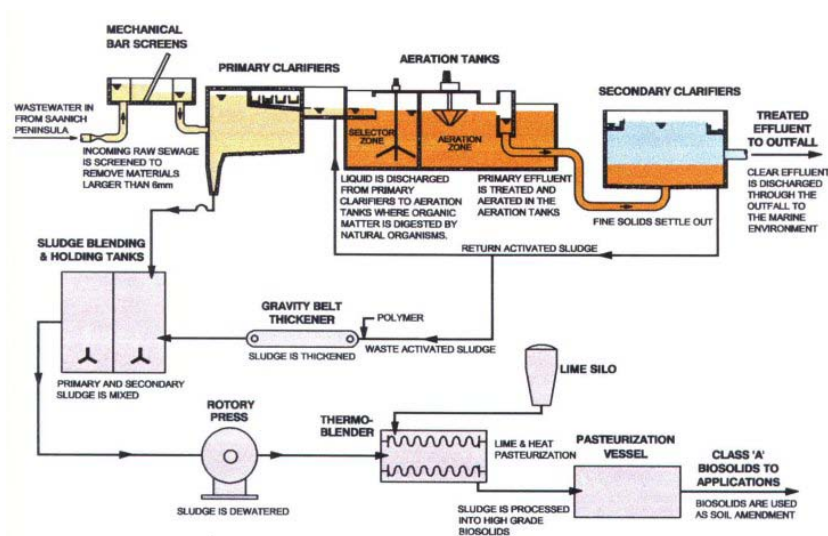 MECHANICAL
BAR SCREENS
PRIMARY CLARIFIERS
AERATION TANKS
SECONDARY CLARIFIERS
WASTEWATER IN
FROM SAANICH
PENINSULA
SELECTOR
ZONE
AERATION
ZONE
TREATED
EFFLUENT
TO OUTFALL
INCOMING RAW SEWAGE
IS SCREENED TO
REMOVE MATERIALS
LARGER THAN 6mm
LIQUID IS DISCHARGED
FROM PRIMARY
CLARIFIERS TO AERATION
TANKS WHERE ORGANIC
MATTER IS DIGESTED BY
NATURAL ORGANISMS.
PRIMARY EFFLUENT
IS TREATED AND
AERATED IN THE
AERATION TANKS
FINE SOLIDS SETTLE OUT
CLEAR EFFLUENT
IS DISCHARGED
THROUGH THE
OUTFALL TO
THE MARINE
ENVIRONMENT
RETURN ACTIVATED SLUDGE
SLUDGE BLENDING
& HOLDING TANKS
GRAVITY BELT
THICKENER
POLYMER
SLUDGE IS THICKENED
WASTE ACTIVATED SLUDGE
PRIMARY AND SECONDARY
SLUDGE IS MIXED
LIME SILO
ROTORY
PRESS
THERMO-
BLENDER
LIME & HEAT
PASTEURIZATION
PASTEURIZATION
VESSEL
CLASS 'A'
BIOSOLIDS TO
APPLICATIONS
SLUDGE IS DEWATERED
SLUDGE IS PROCESSED
INTO HIGH GRADE
BIOSOLIDS
BIOSOLIDS ARE USED
AS SOIL AMENDMENT